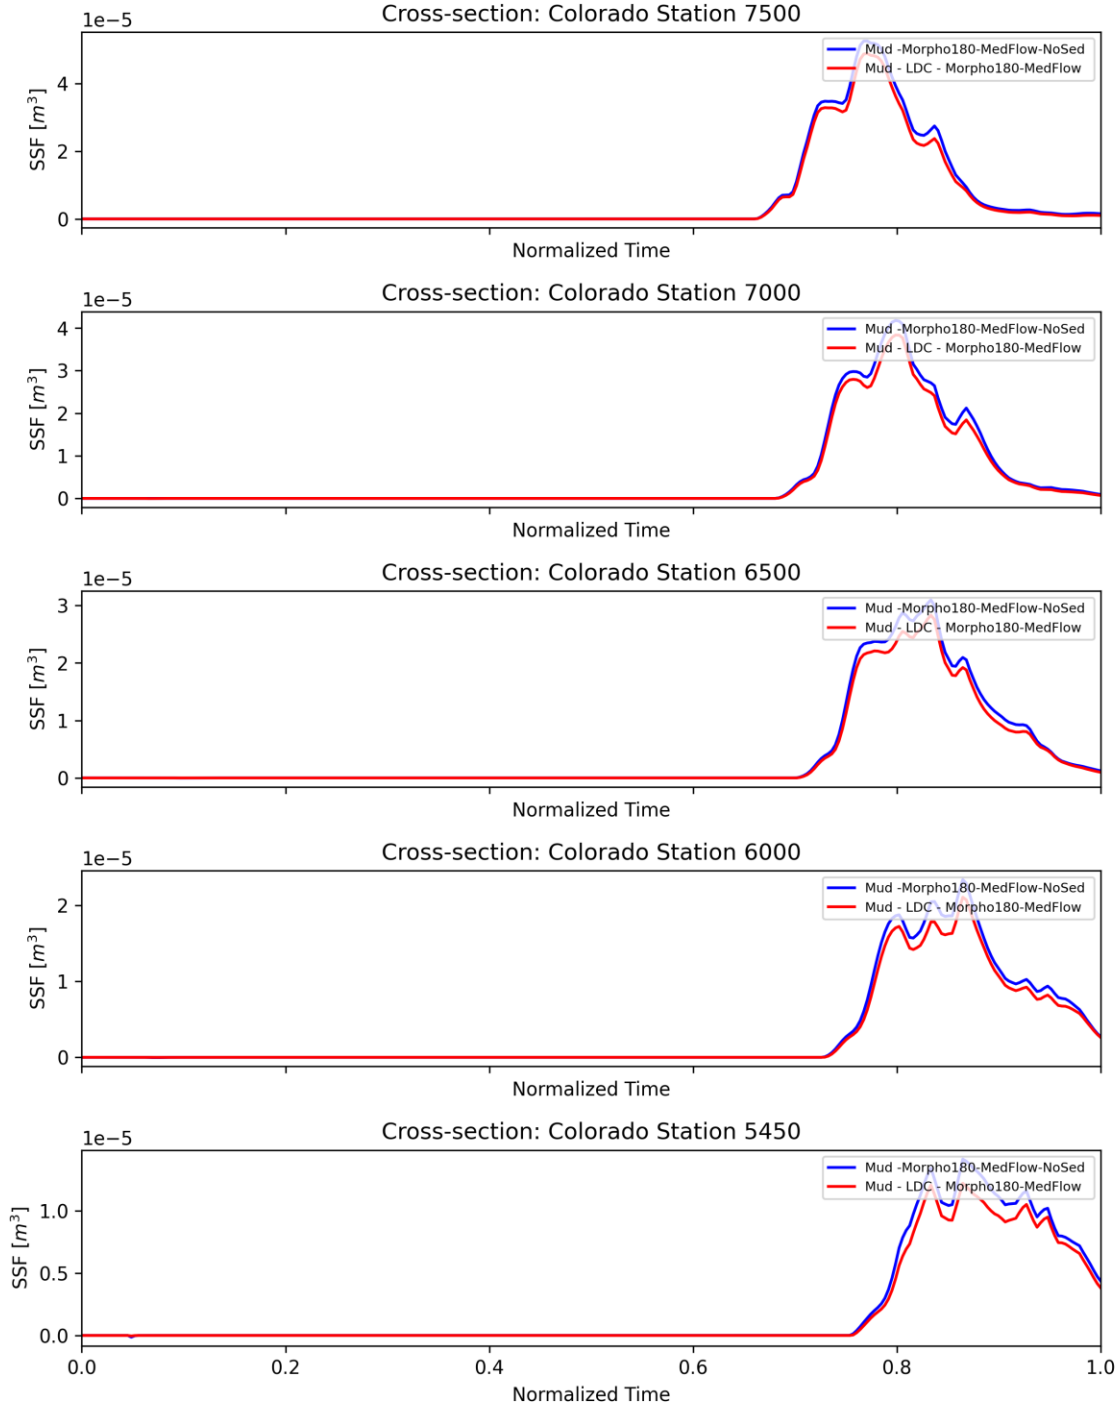 Cross-section: Colorado Station 7500
1e−5
Mud -Morpho180-MedFlow-NoSed
Mud - LDC - Morpho180-MedFlow
4
2
0
SSF [m³]
Normalized Time
Cross-section: Colorado Station 7000
1e−5
Mud -Morpho180-MedFlow-NoSed
Mud - LDC - Morpho180-MedFlow
4
3
2
1
0
SSF [m³]
Normalized Time
Cross-section: Colorado Station 6500
1e−5
Mud -Morpho180-MedFlow-NoSed
Mud - LDC - Morpho180-MedFlow
3
2
1
0
SSF [m³]
Normalized Time
Cross-section: Colorado Station 6000
1e−5
Mud -Morpho180-MedFlow-NoSed
Mud - LDC - Morpho180-MedFlow
2
1
0
SSF [m³]
Normalized Time
Cross-section: Colorado Station 5450
1e−5
Mud -Morpho180-MedFlow-NoSed
Mud - LDC - Morpho180-MedFlow
1.0
0.5
0.0
SSF [m³]
0.0 0.2 0.4 0.6 0.8 1.0
Normalized Time